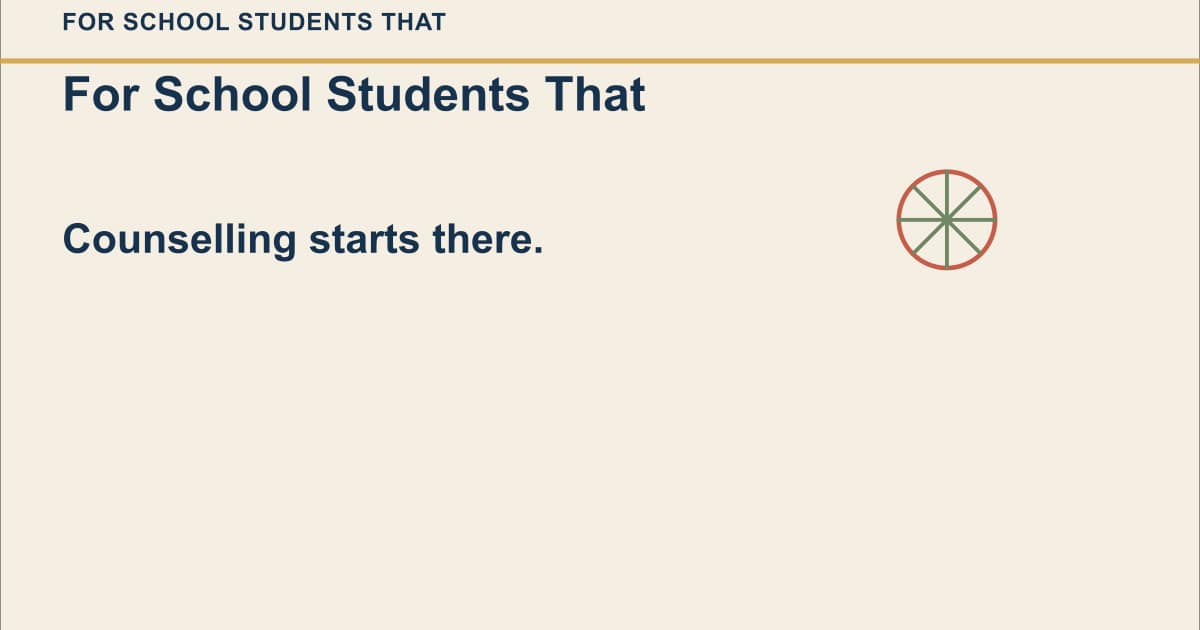 FOR SCHOOL STUDENTS THAT
For School Students That
Counselling starts there.